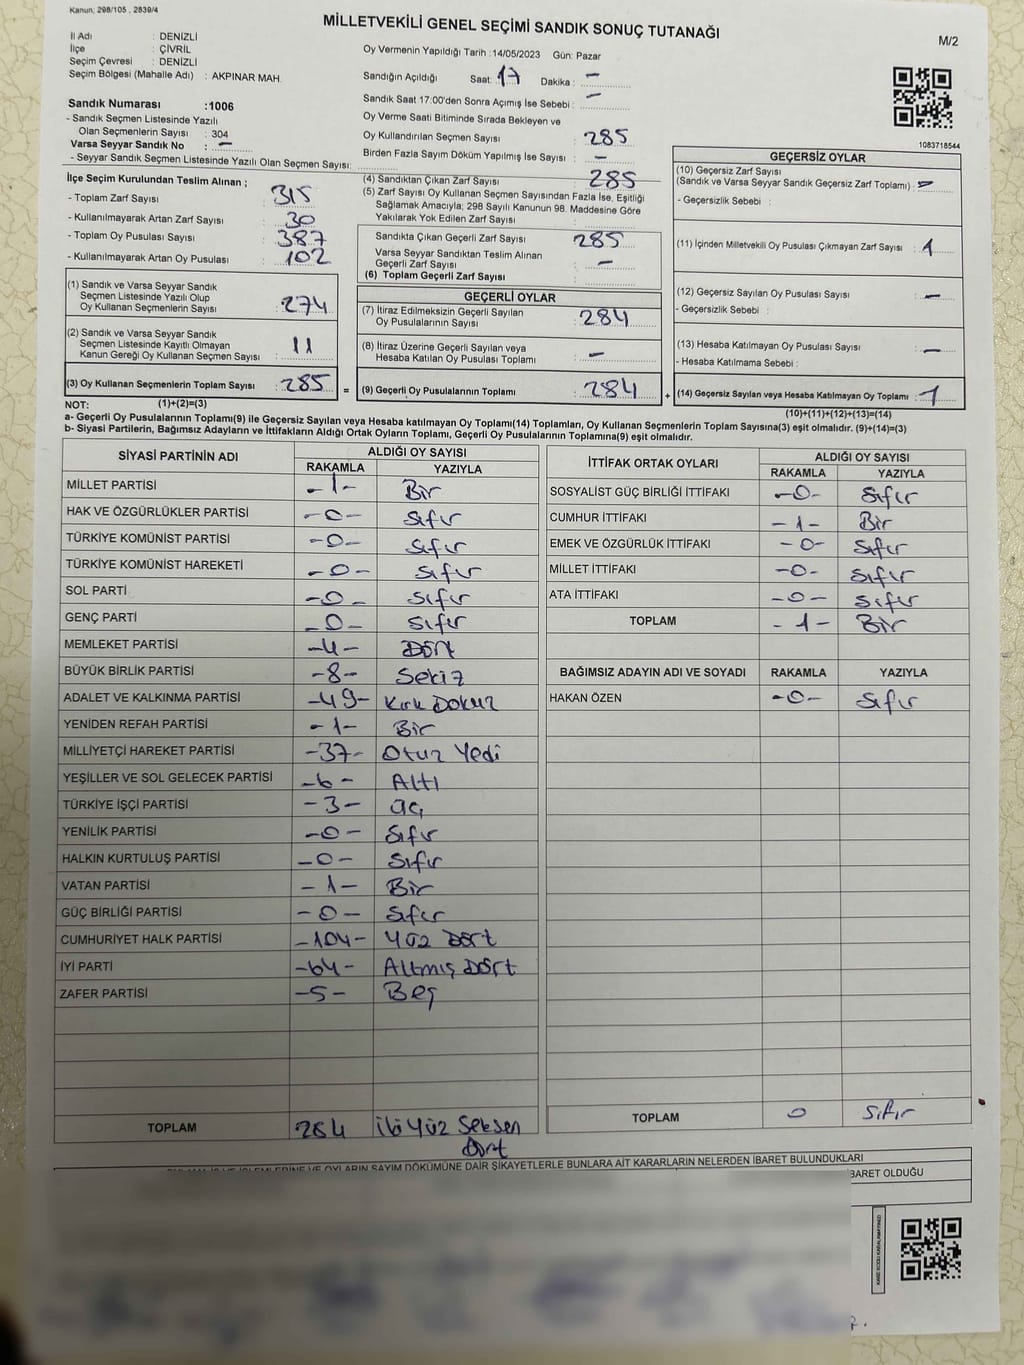 Kanun; 298/105 , 2839/4
MİLLETVEKİLİ GENEL SEÇİMİ SANDIK SONUÇ TUTANAĞI
M/2
İl Adı : DENİZLİ
İlçe : ÇİVRİL
Seçim Çevresi : DENİZLİ
Seçim Bölgesi (Mahalle Adı) : AKPINAR MAH.
Oy Vermenin Yapıldığı Tarih :14/05/2023 Gün: Pazar
Sandığın Açıldığı Saat: 17 Dakika : -
Sandık Saat 17:00'den Sonra Açımış İse Sebebi : -
Sandık Numarası :1006
- Sandık Seçmen Listesinde Yazılı
Olan Seçmenlerin Sayısı : 304
Varsa Seyyar Sandık No : -
- Seyyar Sandık Seçmen Listesinde Yazılı Olan Seçmen Sayısı:
Oy Verme Saati Bitiminde Sırada Bekleyen ve
Oy Kullandırılan Seçmen Sayısı : 285
Birden Fazla Sayım Döküm Yapılmış İse Sayısı : -
1083718544
İlçe Seçim Kurulundan Teslim Alınan ;
- Toplam Zarf Sayısı : 315
- Kullanılmayarak Artan Zarf Sayısı : 30
- Toplam Oy Pusulası Sayısı : 387
- Kullanılmayarak Artan Oy Pusulası : 102
(4) Sandıktan Çıkan Zarf Sayısı : 285
(5) Zarf Sayısı Oy Kullanan Seçmen Sayısından Fazla İse, Eşitliği
Sağlamak Amacıyla; 298 Sayılı Kanunun 98. Maddesine Göre
Yakılarak Yok Edilen Zarf Sayısı :
Sandıkta Çıkan Geçerli Zarf Sayısı : 285
Varsa Seyyar Sandıktan Teslim Alınan
Geçerli Zarf Sayısı : -
(6) Toplam Geçerli Zarf Sayısı :
GEÇERSİZ OYLAR
(10) Geçersiz Zarf Sayısı
(Sandık ve Varsa Seyyar Sandık Geçersiz Zarf Toplamı) : -
- Geçersizlik Sebebi :
(11) İçinden Milletvekili Oy Pusulası Çıkmayan Zarf Sayısı : 1
(12) Geçersiz Sayılan Oy Pusulası Sayısı : -
- Geçersizlik Sebebi :
(13) Hesaba Katılmayan Oy Pusulası Sayısı : -
- Hesaba Katılmama Sebebi :
(14) Geçersiz Sayılan veya Hesaba Katılmayan Oy Toplamı : 1
(10)+(11)+(12)+(13)=(14)
(1) Sandık ve Varsa Seyyar Sandık
Seçmen Listesinde Yazılı Olup
Oy Kullanan Seçmenlerin Sayısı : 274
(2) Sandık ve Varsa Seyyar Sandık
Seçmen Listesinde Kayıtlı Olmayan
Kanun Gereği Oy Kullanan Seçmen Sayısı : 11
(3) Oy Kullanan Seçmenlerin Toplam Sayısı : 285
=
GEÇERLİ OYLAR
(7) İtiraz Edilmeksizin Geçerli Sayılan
Oy Pusulalarının Sayısı : 284
(8) İtiraz Üzerine Geçerli Sayılan veya
Hesaba Katılan Oy Pusulası Toplamı : -
(9) Geçerli Oy Pusulalarının Toplamı : 284
+
NOT: (1)+(2)=(3)
a- Geçerli Oy Pusulalarının Toplamı(9) ile Geçersiz Sayılan veya Hesaba katılmayan Oy Toplamı(14) Toplamları, Oy Kullanan Seçmenlerin Toplam Sayısına(3) eşit olmalıdır. (9)+(14)=(3)
b- Siyasi Partilerin, Bağımsız Adayların ve İttifakların Aldığı Ortak Oyların Toplamı, Geçerli Oy Pusulalarının Toplamına(9) eşit olmalıdır.
SİYASİ PARTİNİN ADI ALDIĞI OY SAYISI
RAKAMLA YAZIYLA
MİLLET PARTİSİ -1- Bir
HAK VE ÖZGÜRLÜKLER PARTİSİ -0- Sıfır
TÜRKİYE KOMÜNİST PARTİSİ -0- Sıfır
TÜRKİYE KOMÜNİST HAREKETİ -0- Sıfır
SOL PARTİ -0- Sıfır
GENÇ PARTİ -0- Sıfır
MEMLEKET PARTİSİ -4- Dört
BÜYÜK BİRLİK PARTİSİ -8- Sekiz
ADALET VE KALKINMA PARTİSİ -49- Kırk Dokuz
YENİDEN REFAH PARTİSİ -1- Bir
MİLLİYETÇİ HAREKET PARTİSİ -37- Otuz Yedi
YEŞİLLER VE SOL GELECEK PARTİSİ -6- Altı
TÜRKİYE İŞÇİ PARTİSİ -3- Üç
YENİLİK PARTİSİ -0- Sıfır
HALKIN KURTULUŞ PARTİSİ -0- Sıfır
VATAN PARTİSİ -1- Bir
GÜÇ BİRLİĞİ PARTİSİ -0- Sıfır
CUMHURİYET HALK PARTİSİ -104- Yüz Dört
İYİ PARTİ -64- Altmış Dört
ZAFER PARTİSİ -5- Beş
TOPLAM 284 İki Yüz Seksen
Dört
İTTİFAK ORTAK OYLARI ALDIĞI OY SAYISI
RAKAMLA YAZIYLA
SOSYALİST GÜÇ BİRLİĞİ İTTİFAKI -0- Sıfır
CUMHUR İTTİFAKI -1- Bir
EMEK VE ÖZGÜRLÜK İTTİFAKI -0- Sıfır
MİLLET İTTİFAKI -0- Sıfır
ATA İTTİFAKI -0- Sıfır
TOPLAM -1- Bir
BAĞIMSIZ ADAYIN ADI VE SOYADI RAKAMLA YAZIYLA
HAKAN ÖZEN -0- Sıfır
TOPLAM 0 Sıfır
OYLARIN SAYIM DÖKÜMÜNE DAİR ŞİKAYETLERLE BUNLARA AİT KARARLARIN NELERDEN İBARET BULUNDUKLARI
İBARET OLDUĞU